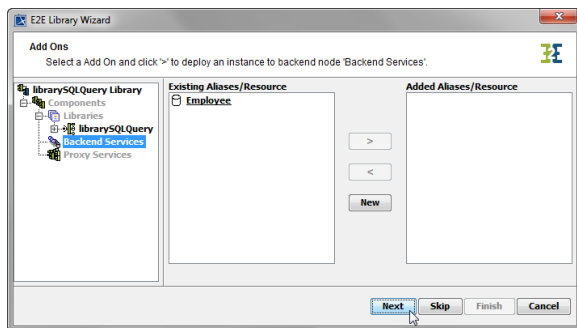 E2E Library Wizard
Add Ons
Select a Add On and click '>' to deploy an instance to backend node 'Backend Services'.
librarySQLQuery Library
Components
Libraries
librarySQLQuery
Backend Services
Proxy Services
Existing Aliases/Resource
Employee
>
<
New
Added Aliases/Resource
Next
Skip
Finish
Cancel